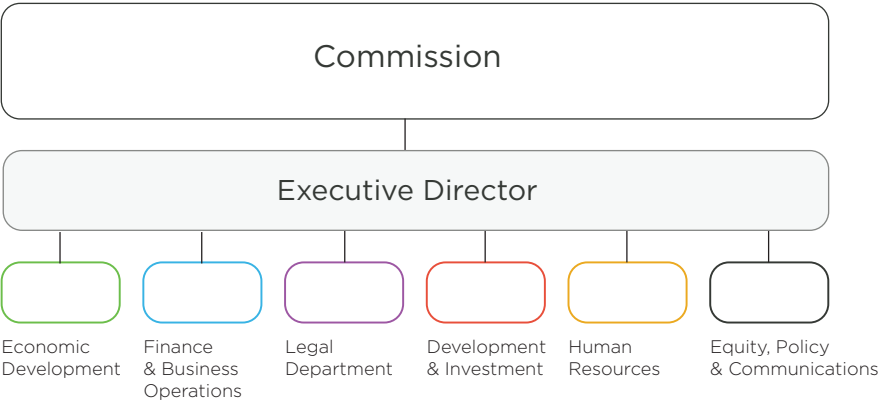 Commission
Executive Director
Economic
Development
Finance
& Business
Operations
Legal
Department
Development
& Investment
Human
Resources
Equity, Policy
& Communications